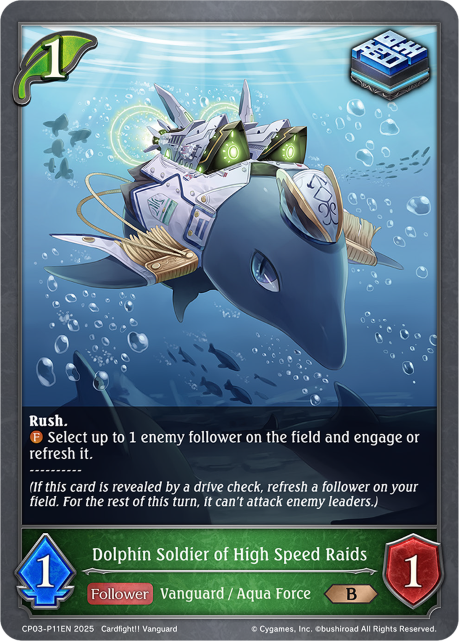 1
Rush.
F Select up to 1 enemy follower on the field and engage or
refresh it.
----------
(If this card is revealed by a drive check, refresh a follower on your
field. For the rest of this turn, it can't attack enemy leaders.)
Dolphin Soldier of High Speed Raids
1
Follower Vanguard / Aqua Force B
1
CP03-P11EN 2025 Cardfight!! Vanguard © Cygames, Inc. ©bushiroad All Rights Reserved.